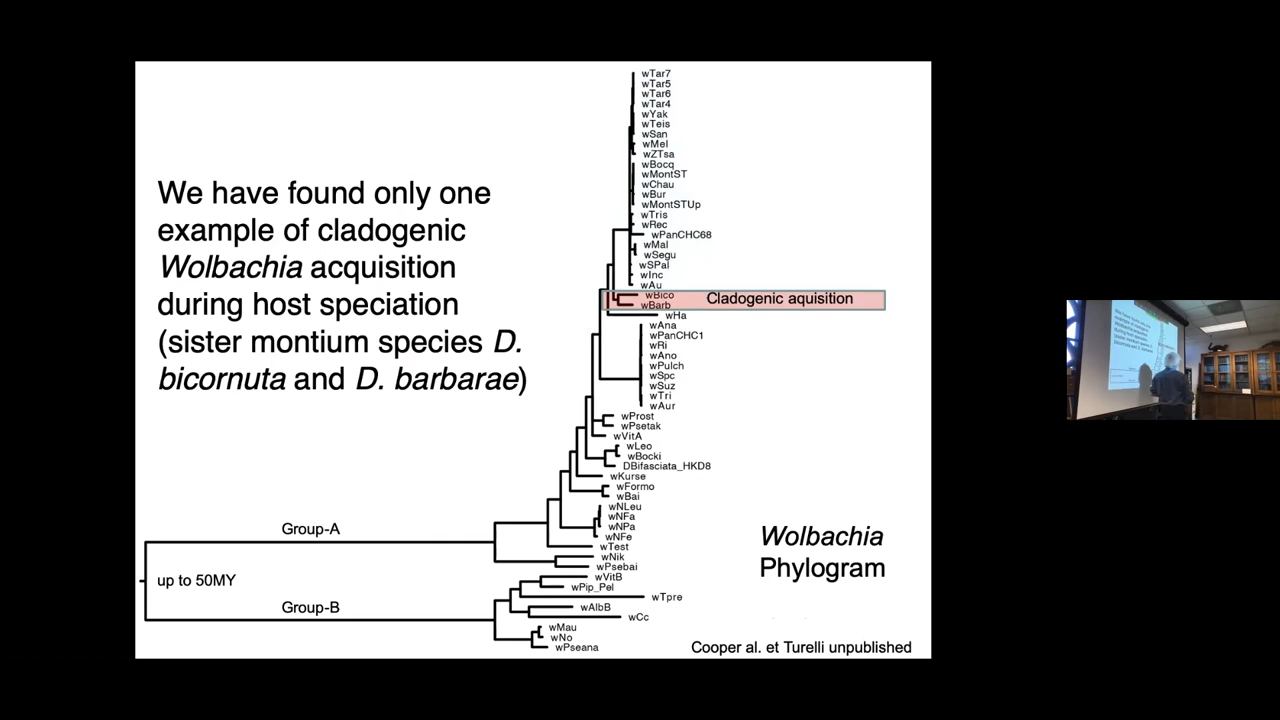 We have found only one
example of cladogenic
Wolbachia acquisition
during host speciation
(sister montium species D.
bicornuta and D. barbarae)
wTar7
wTar5
wTar6
wTar4
wYak
wTeis
wSan
wMel
wZTsa
wBocq
wMontST
wChau
wBur
wMontSTUp
wTris
wRec
wPanCHC68
wMal
wSegu
wSPal
wInc
wAu
wBico
Cladogenic aquisition
wBarb
wHa
wAna
wPanCHC1
wRi
wAno
wPulch
wSpc
wSuz
wTri
wAur
wProst
wPsetak
wVitA
wLeo
wBocki
DBifasciata_HKD8
wKurse
wFormo
wBai
wNLeu
wNFa
wNPa
wNFe
wTest
wNik
wPsebai
wVitB
wPip_Pel
wTpre
wAlbB
wCc
wMau
wNo
wPseana
Group-A
up to 50MY
Group-B
Wolbachia
Phylogram
Cooper al. et Turelli unpublished